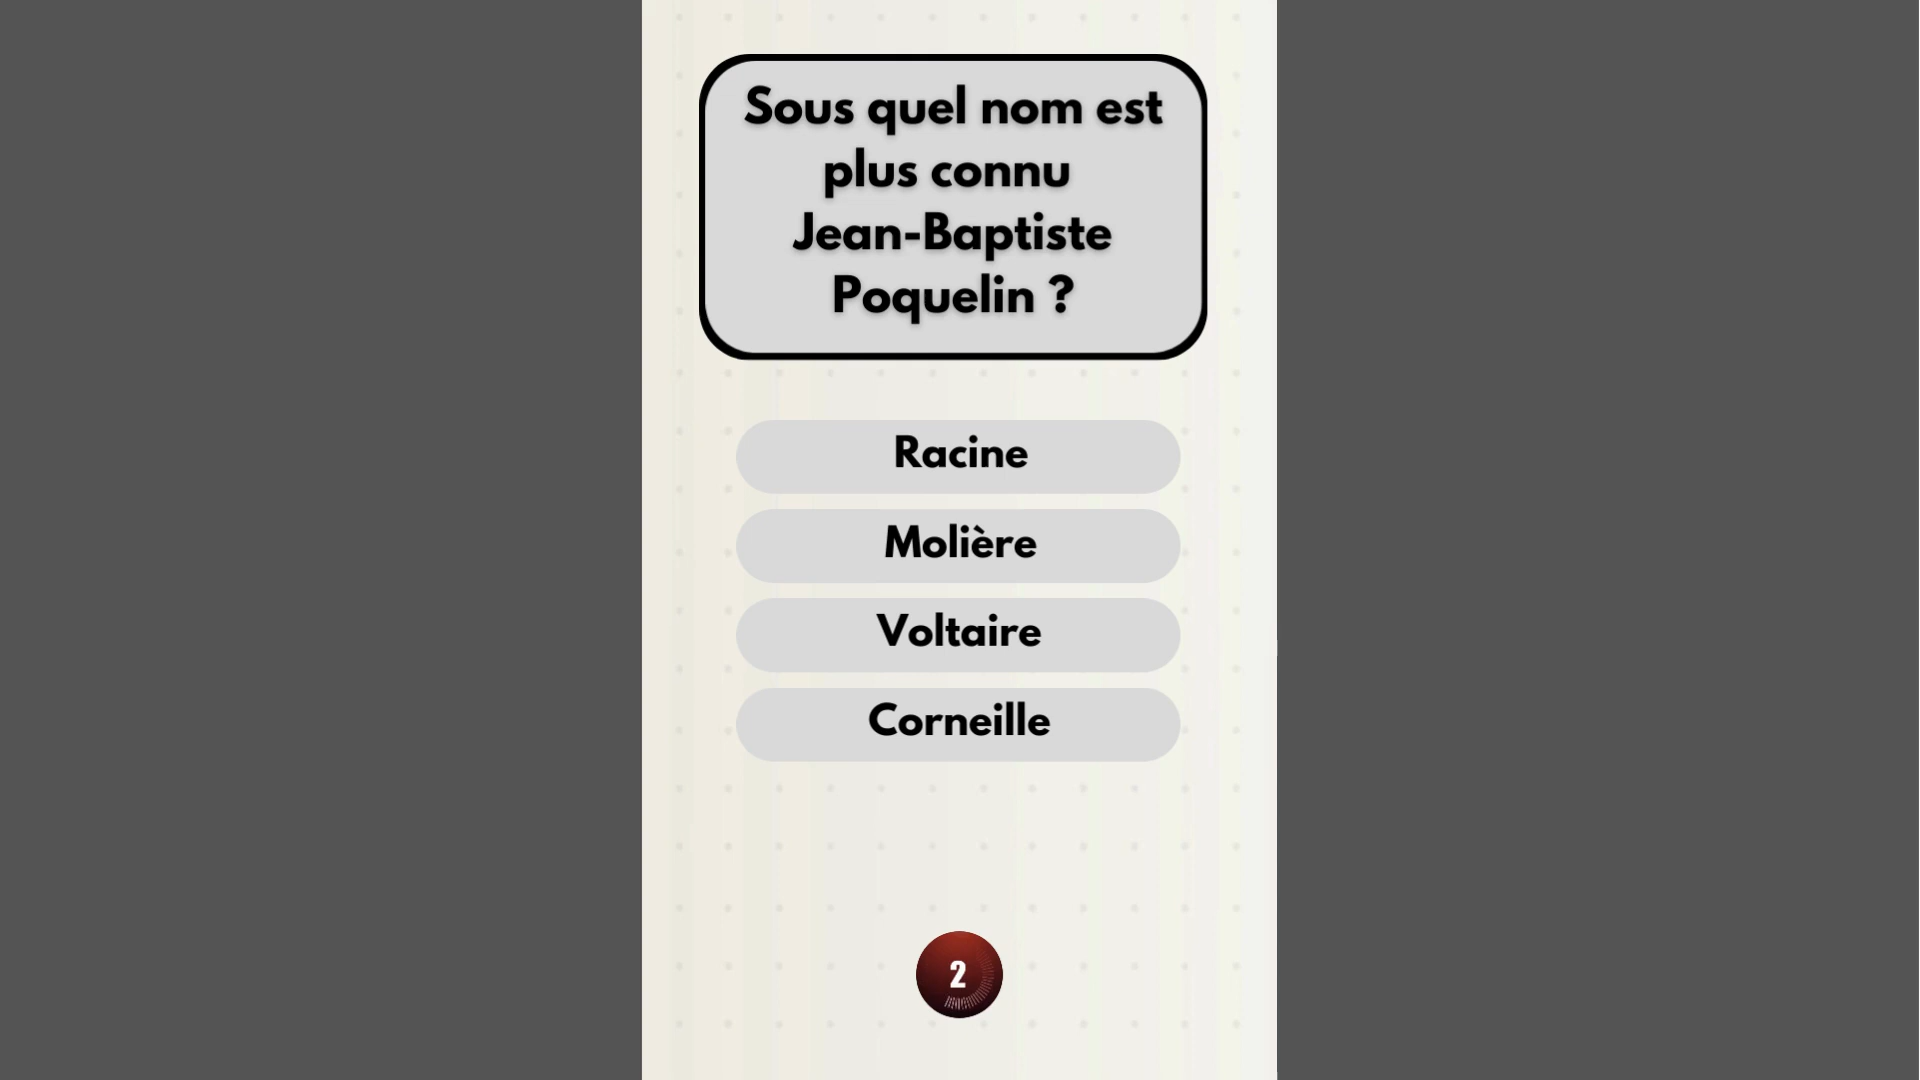 Sous quel nom est
plus connu
Jean-Baptiste
Poquelin ?
Racine
Molière
Voltaire
Corneille
2